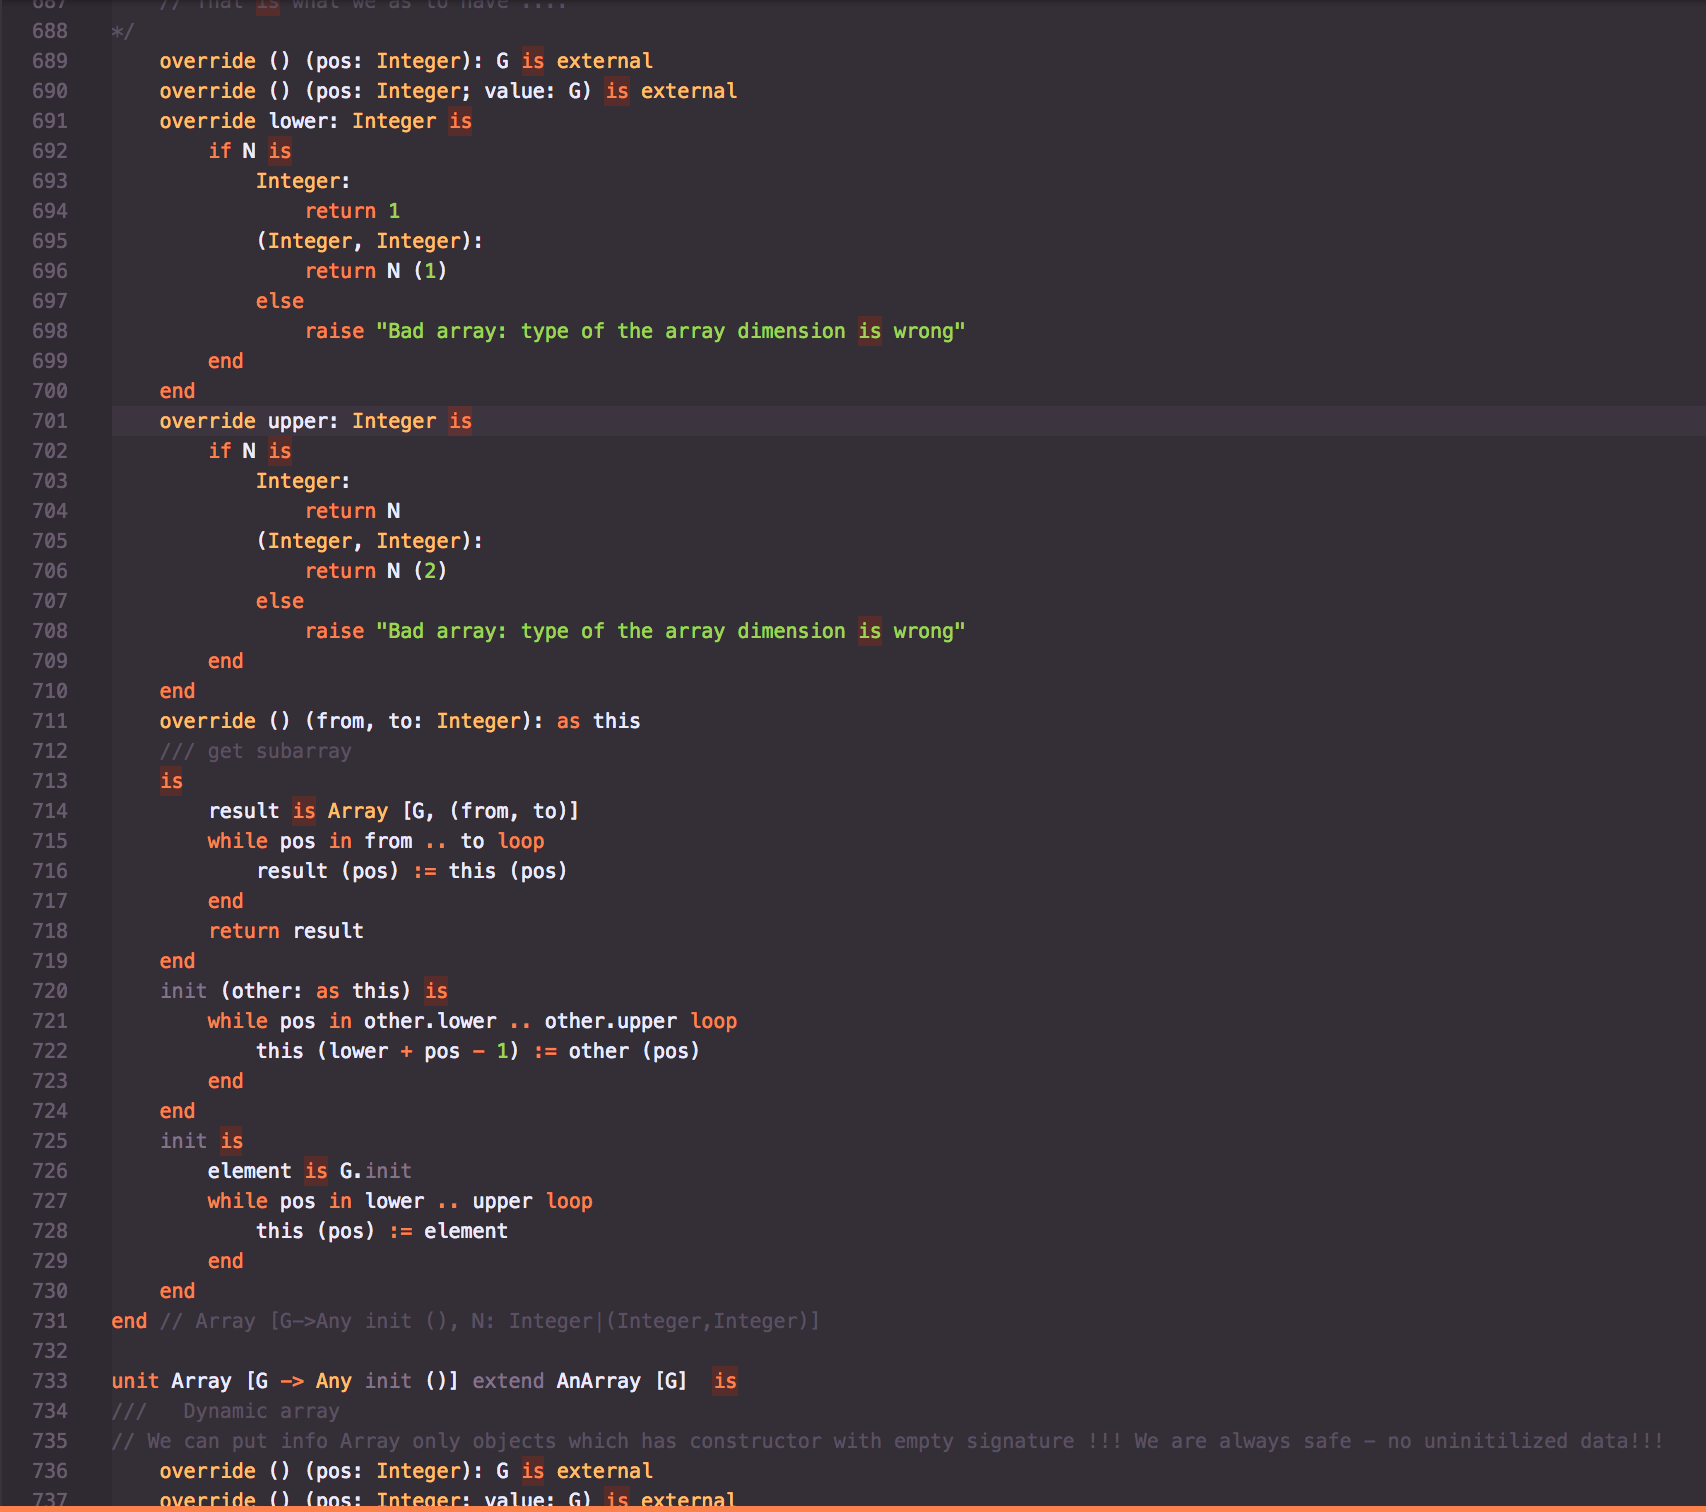 687 // That is what we as to have ....
688 */
689 override () (pos: Integer): G is external
690 override () (pos: Integer; value: G) is external
691 override lower: Integer is
692 if N is
693 Integer:
694 return 1
695 (Integer, Integer):
696 return N (1)
697 else
698 raise "Bad array: type of the array dimension is wrong"
699 end
700 end
701 override upper: Integer is
702 if N is
703 Integer:
704 return N
705 (Integer, Integer):
706 return N (2)
707 else
708 raise "Bad array: type of the array dimension is wrong"
709 end
710 end
711 override () (from, to: Integer): as this
712 /// get subarray
713 is
714 result is Array [G, (from, to)]
715 while pos in from .. to loop
716 result (pos) := this (pos)
717 end
718 return result
719 end
720 init (other: as this) is
721 while pos in other.lower .. other.upper loop
722 this (lower + pos - 1) := other (pos)
723 end
724 end
725 init is
726 element is G.init
727 while pos in lower .. upper loop
728 this (pos) := element
729 end
730 end
731 end // Array [G->Any init (), N: Integer|(Integer,Integer)]
732
733 unit Array [G -> Any init ()] extend AnArray [G]  is
734 ///   Dynamic array
735 // We can put info Array only objects which has constructor with empty signature !!! We are always safe - no uninitilized data!!!
736 override () (pos: Integer): G is external
737 override () (pos: Integer; value: G) is external